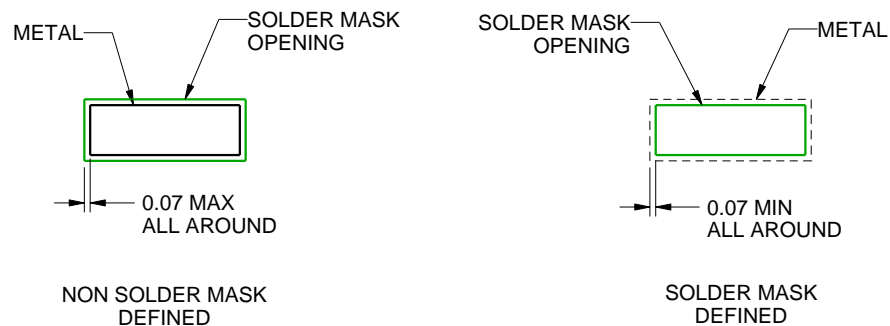 METAL
SOLDER MASK
OPENING
0.07 MAX
ALL AROUND
NON SOLDER MASK
DEFINED
SOLDER MASK
OPENING
METAL
0.07 MIN
ALL AROUND
SOLDER MASK
DEFINED